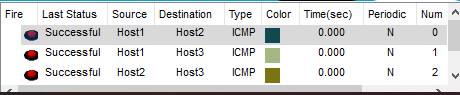 Fire Last Status Source Destination Type Color Time(sec) Periodic Num
Successful Host1 Host2 ICMP 0.000 N 0
Successful Host1 Host3 ICMP 0.000 N 1
Successful Host2 Host3 ICMP 0.000 N 2